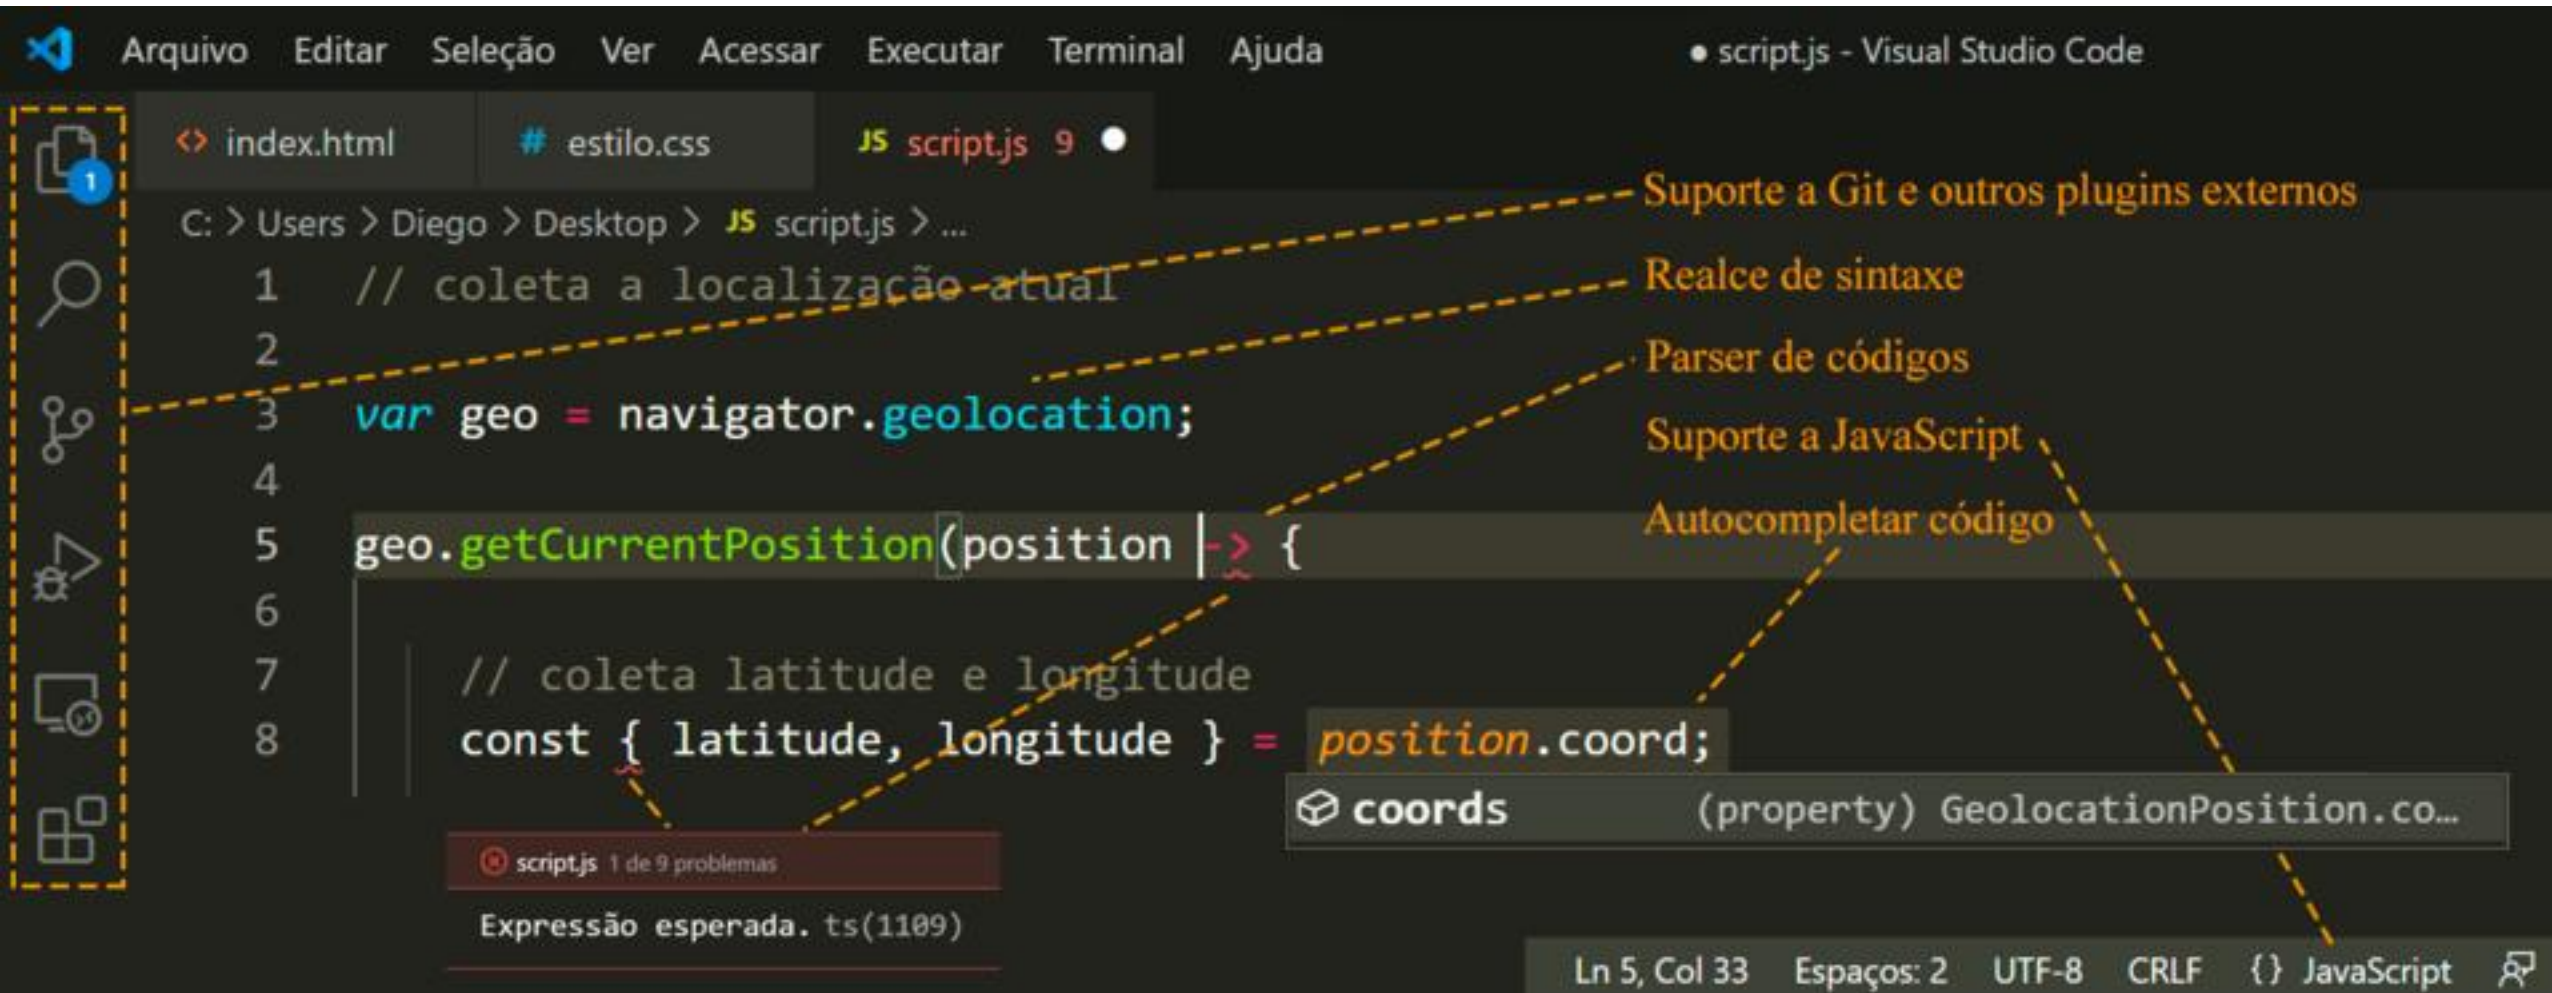 Arquivo Editar Seleção Ver Acessar Executar Terminal Ajuda ● script.js - Visual Studio Code
<> index.html # estilo.css JS script.js 9 ●
1
C: > Users > Diego > Desktop > JS script.js > ...
Suporte a Git e outros plugins externos
Realce de sintaxe
Parser de códigos
Suporte a JavaScript
Autocompletar código
1 // coleta a localização atual
2
3 var geo = navigator.geolocation;
4
5 geo.getCurrentPosition(position -> {
6
7 // coleta latitude e longitude
8 const { latitude, longitude } = position.coord;
coords (property) GeolocationPosition.co…
script.js 1 de 9 problemas
Expressão esperada. ts(1109)
Ln 5, Col 33 Espaços: 2 UTF-8 CRLF {} JavaScript